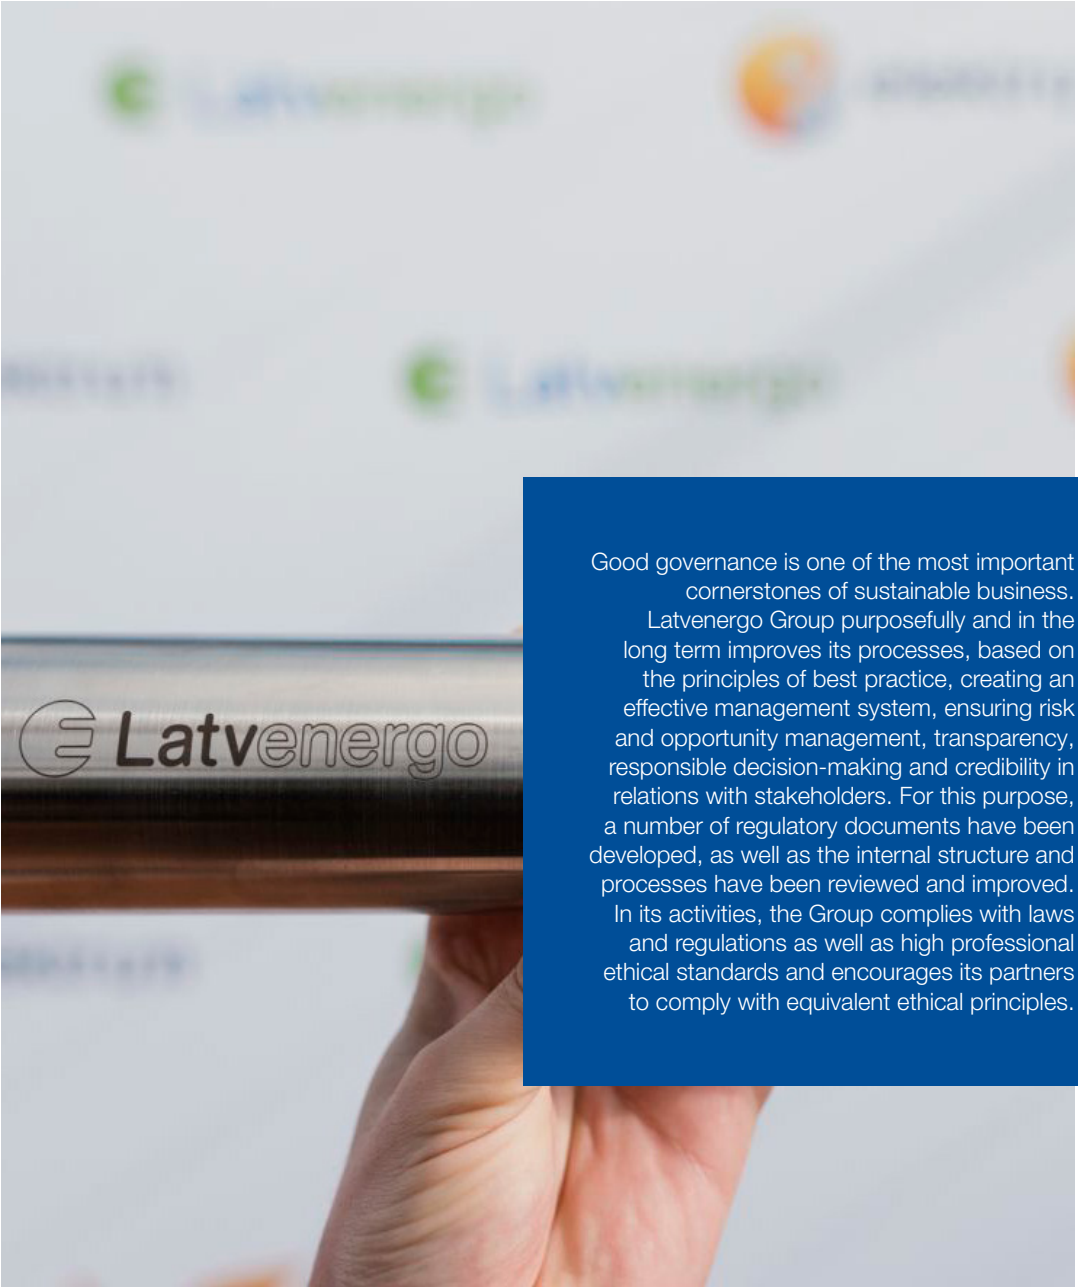 Latvenergo
Latvenergo
Good governance is one of the most important
cornerstones of sustainable business.
Latvenergo Group purposefully and in the
long term improves its processes, based on
the principles of best practice, creating an
effective management system, ensuring risk
and opportunity management, transparency,
responsible decision-making and credibility in
relations with stakeholders. For this purpose,
a number of regulatory documents have been
developed, as well as the internal structure and
processes have been reviewed and improved.
In its activities, the Group complies with laws
and regulations as well as high professional
ethical standards and encourages its partners
to comply with equivalent ethical principles.
Latvenergo